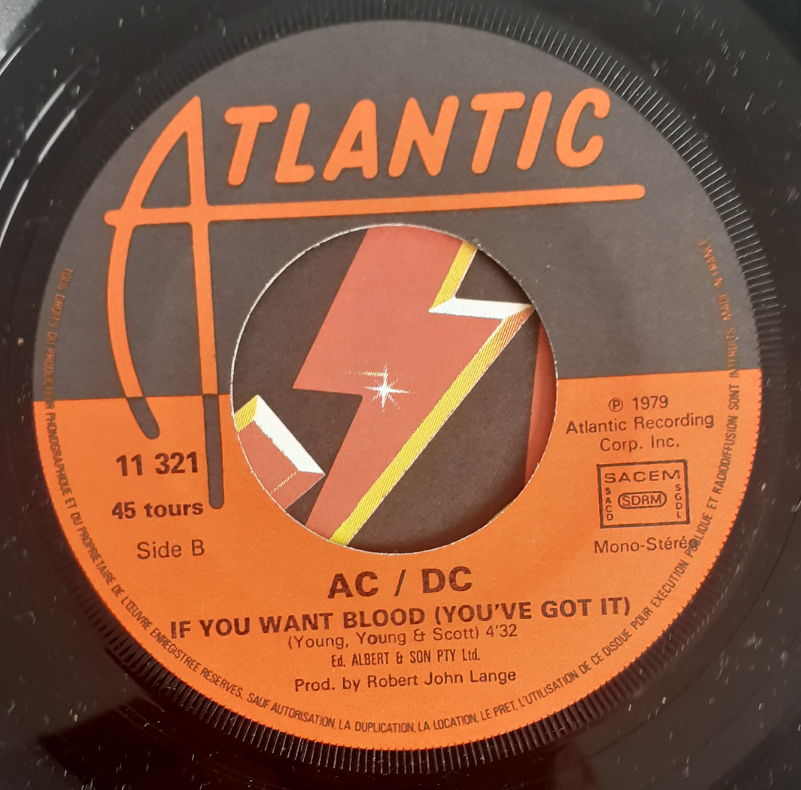 ATLANTIC
℗ 1979
Atlantic Recording
Corp. Inc.
11 321
45 tours
Side B
SACEM
SACD
SDRM
SGDL
Mono-Stéréo
AC / DC
IF YOU WANT BLOOD (YOU'VE GOT IT)
(Young, Young & Scott) 4'32
Ed. ALBERT & SON PTY Ltd.
Prod. by Robert John Lange
TOUS DROITS DU PRODUCTEUR PHONOGRAPHIQUE ET DU PROPRIETAIRE DE L'ŒUVRE ENREGISTREE RESERVES. SAUF AUTORISATION, LA DUPLICATION, LA LOCATION, LE PRET, L'UTILISATION DE CE DISQUE POUR EXECUTION PUBLIQUE ET RADIODIFFUSION SONT INTERDITS. MADE IN FRANCE